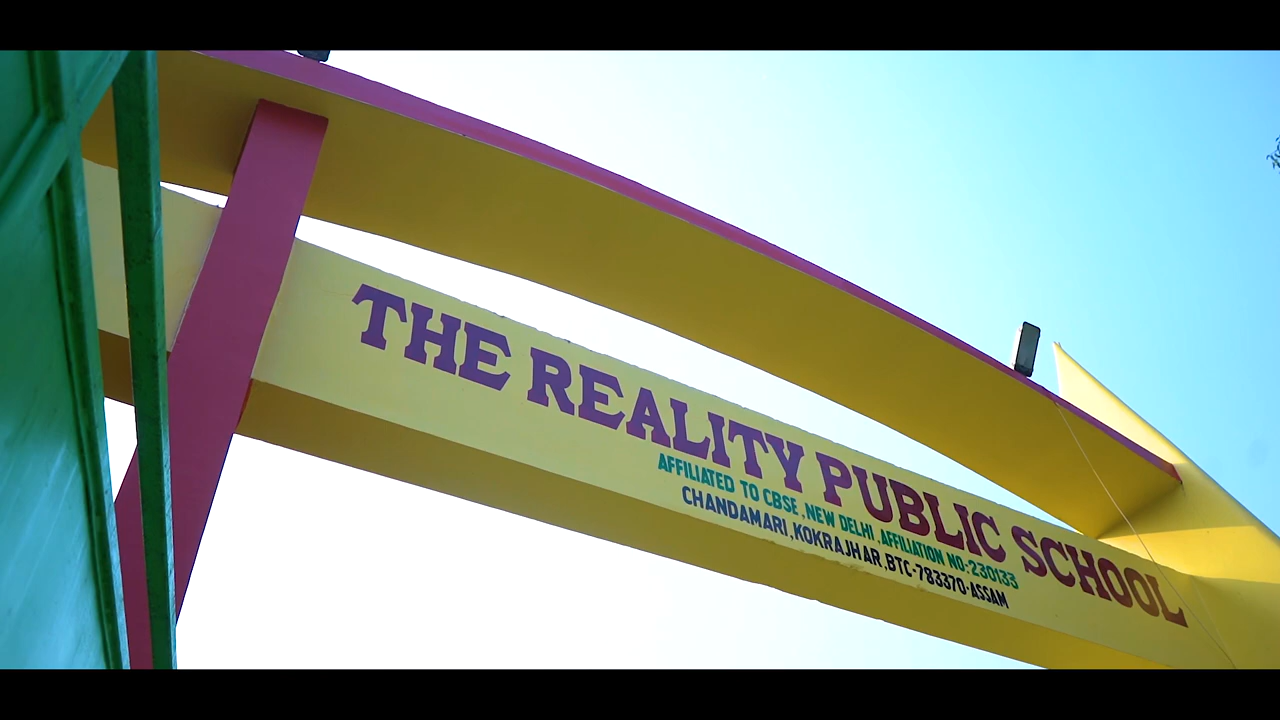 THE REALITY PUBLIC SCHOOL
AFFILIATED TO CBSE ,NEW DELHI ,AFFILIATION NO:230133
CHANDAMARI ,KOKRAJHAR ,BTC-783370-ASSAM